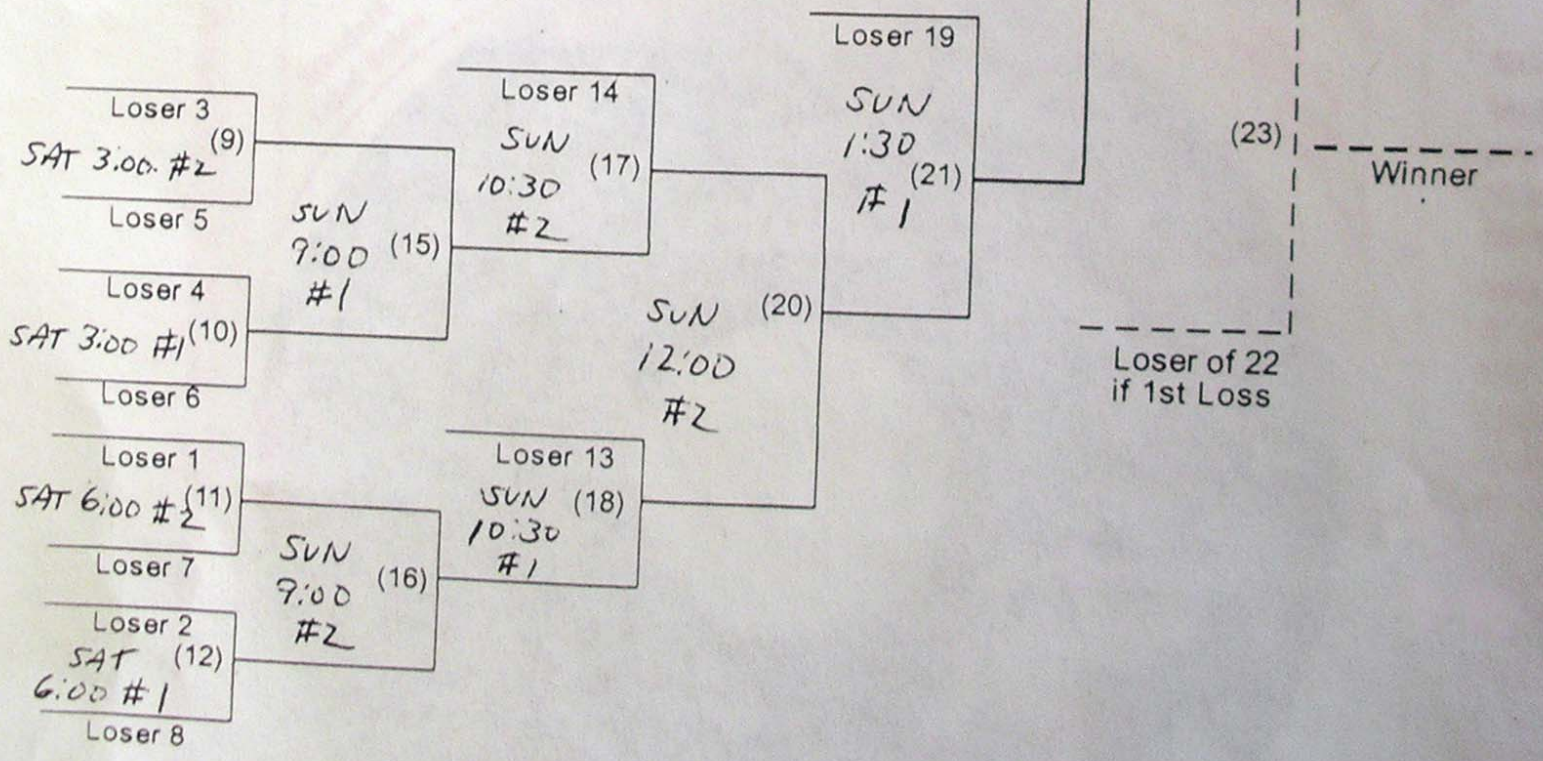 Loser 19
SUN
1:30
(21)
#1
Loser 14
SUN
(17)
10:30
#2
Loser 3
(9)
SAT 3:00. #2
Loser 5
SUN
9:00 (15)
#1
Loser 4
SAT 3:00 #1 (10)
Loser 6
SUN (20)
12:00
#2
Loser 1
SAT 6:00 #2 (11)
Loser 7
Loser 13
SUN (18)
10:30
#1
SUN
9:00 (16)
#2
Loser 2
SAT (12)
6:00 #1
Loser 8
(23)
Winner
Loser of 22
if 1st Loss